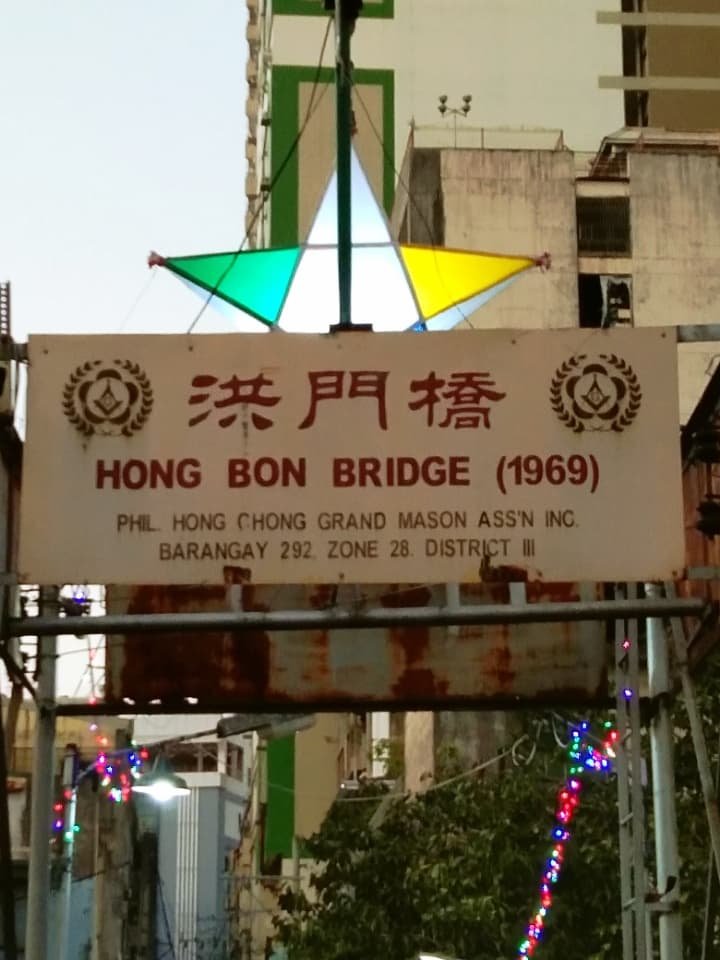 洪門橋
HONG BON BRIDGE (1969)
PHIL. HONG CHONG GRAND MASON ASS'N INC.
BARANGAY 292. ZONE 28. DISTRICT III